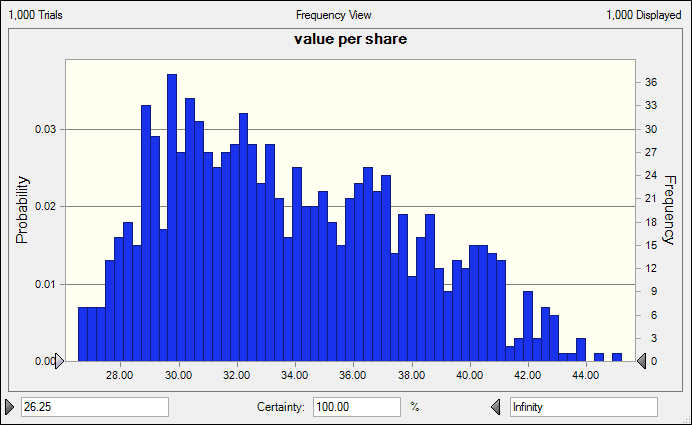 1,000 Trials Frequency View 1,000 Displayed
value per share
36
33
0.03 30
27
24
0.02 21
18
15
0.01 12
9
6
3
0.00 0
Probability
Frequency
28.00 30.00 32.00 34.00 36.00 38.00 40.00 42.00 44.00
26.25 Certainty: 100.00 % Infinity